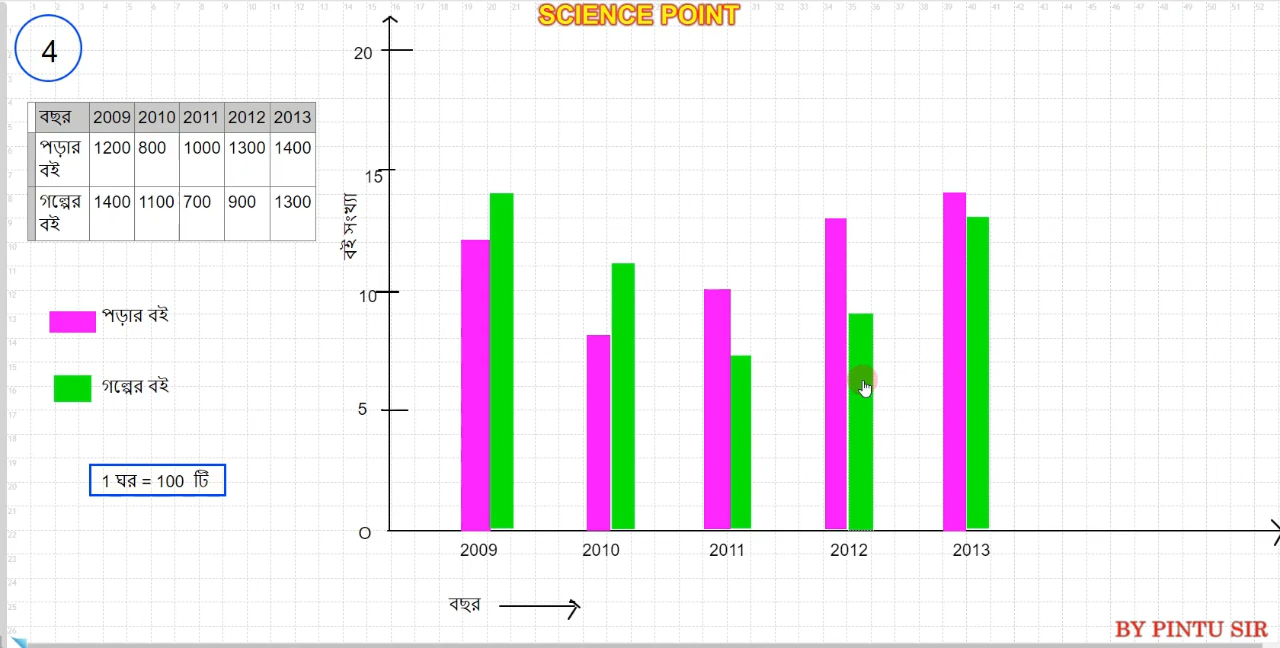 SCIENCE POINT
4
বছর 2009 2010 2011 2012 2013
পড়ার বই 1200 800 1000 1300 1400
গল্পের বই 1400 1100 700 900 1300
পড়ার বই
গল্পের বই
1 ঘর = 100 টি
বই সংখ্যা
20
15
10
5
O
2009 2010 2011 2012 2013
বছর
BY PINTU SIR